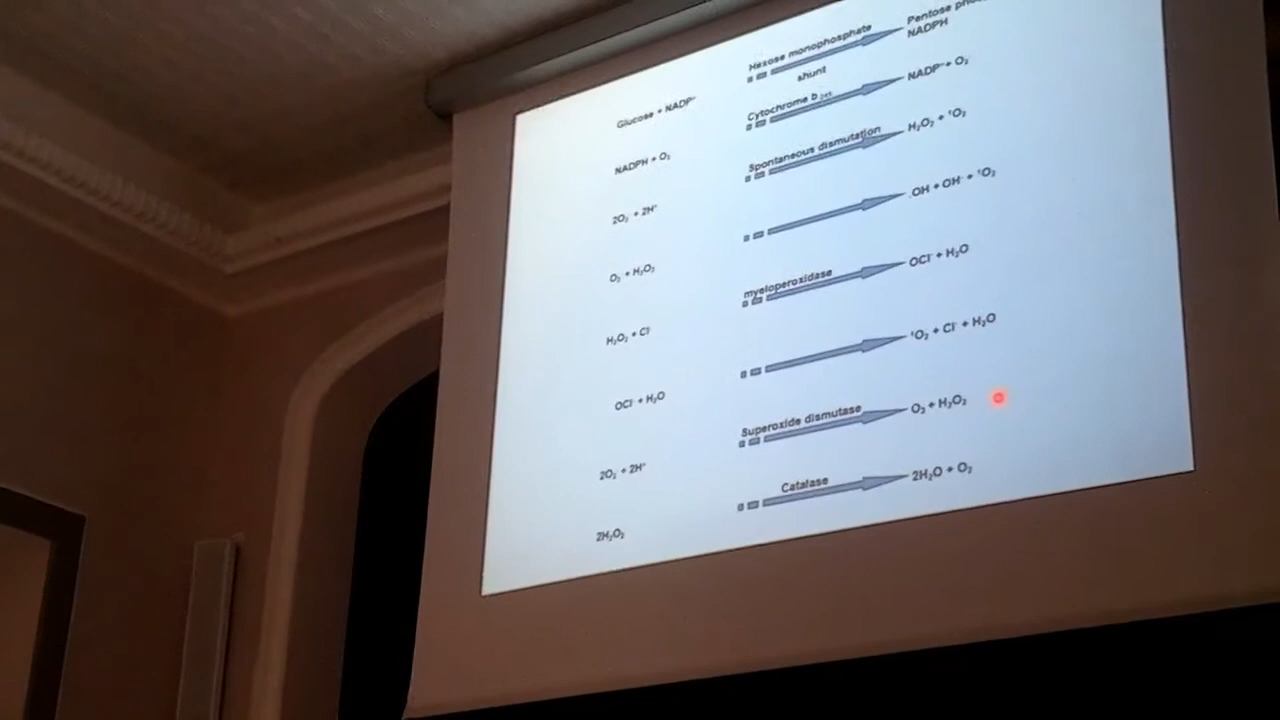 Glucose + NADP⁺ Hexose monophosphate shunt Pentose
NADPH
NADPH + O₂ Cytochrome b NADP⁺ + O₂⁻
2O₂⁻ + 2H⁺ Spontaneous dismutation H₂O₂ + ¹O₂
O₂⁻ + H₂O₂ .OH + OH⁻ + ¹O₂
H₂O₂ + Cl⁻ myeloperoxidase OCl⁻ + H₂O
OCl⁻ + H₂O ¹O₂ + Cl⁻ + H₂O
2O₂⁻ + 2H⁺ Superoxide dismutase O₂ + H₂O₂
2H₂O₂ Catalase 2H₂O + O₂